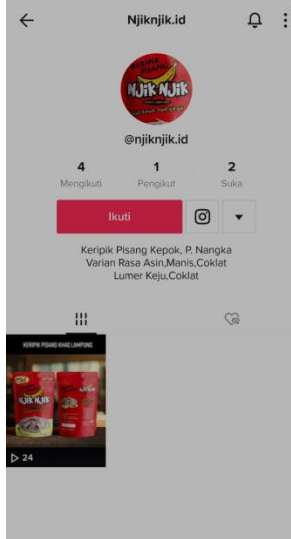 Njiknjik.id
KERIPIK
PISANG
NJIK NJIK
@njiknjik.id
4 1 2
Mengikuti Pengikut Suka
Ikuti
Keripik Pisang Kepok, P. Nangka
Varian Rasa Asin,Manis,Coklat
Lumer Keju,Coklat
KERIPIK PISANG KHAS LAMPUNG
NJIK NJIK
24